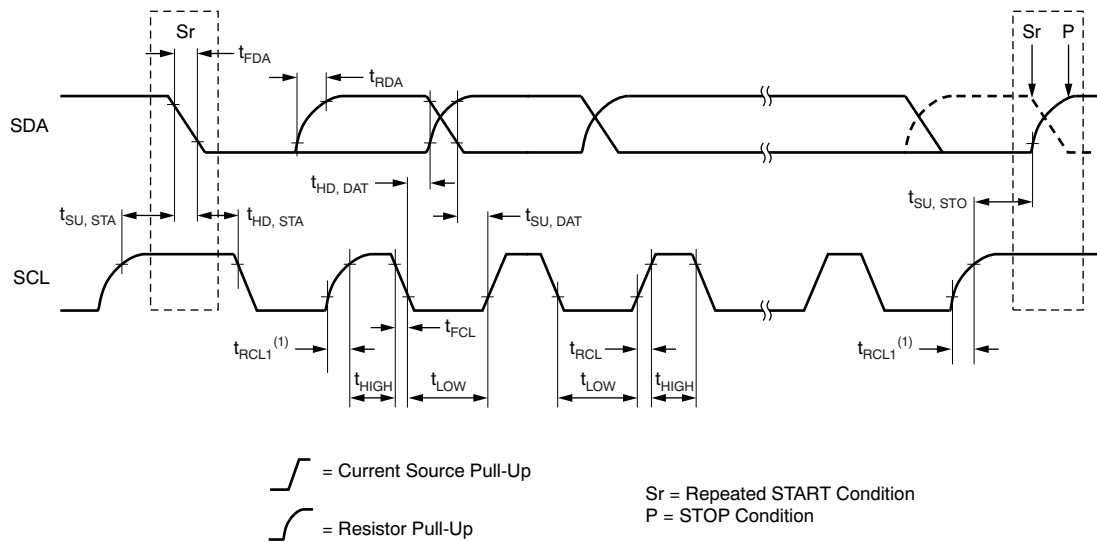 Sr
Sr P
tFDA
tRDA
SDA
tHD, DAT
tSU, STA
tHD, STA
tSU, DAT
tSU, STO
SCL
tFCL
tRCL1(1)
tRCL
tRCL1(1)
tHIGH
tLOW
tLOW
tHIGH
= Current Source Pull-Up
= Resistor Pull-Up
Sr = Repeated START Condition
P = STOP Condition